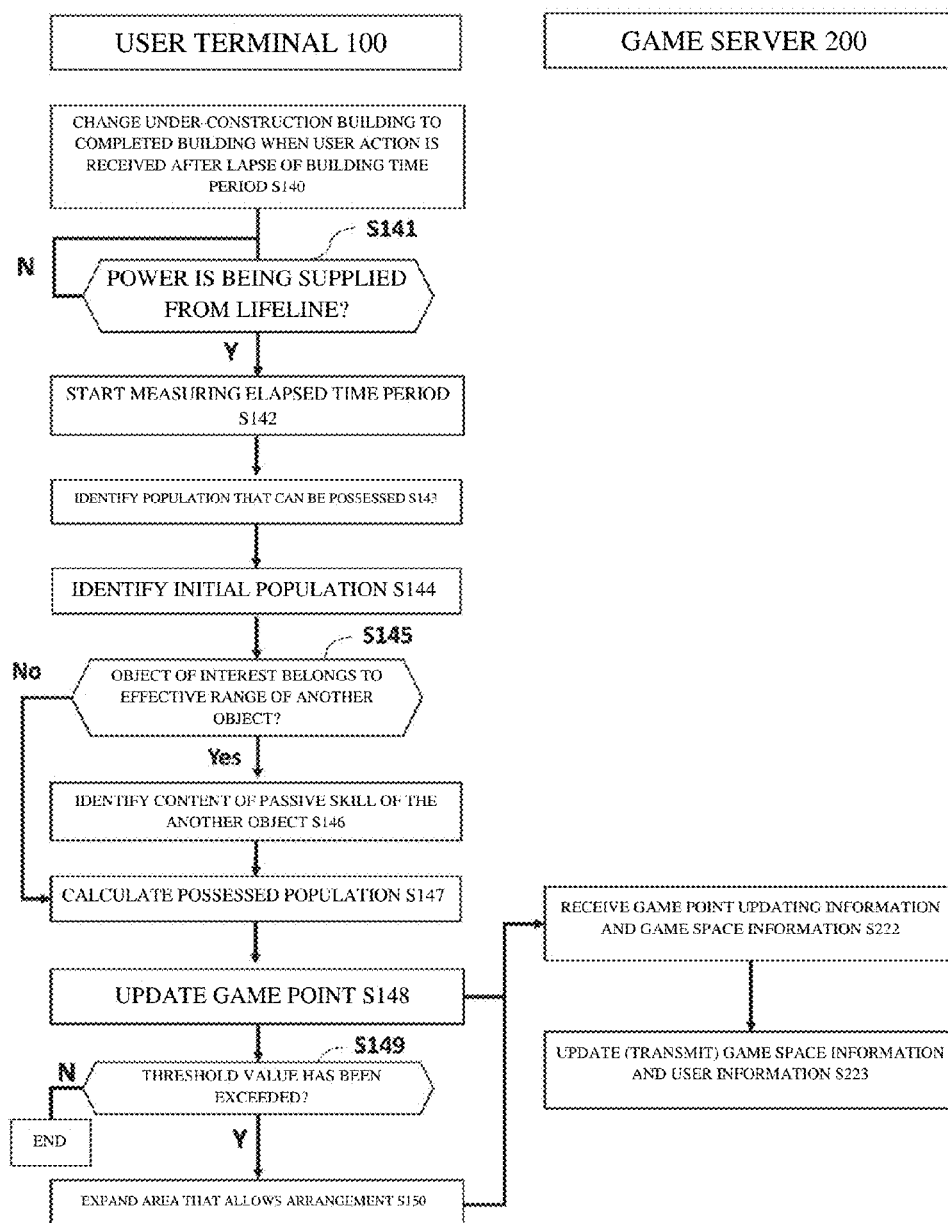 USER TERMINAL 100
GAME SERVER 200
CHANGE UNDER-CONSTRUCTION BUILDING TO
COMPLETED BUILDING WHEN USER ACTION IS
RECEIVED AFTER LAPSE OF BUILDING TIME
PERIOD S140
S141
N
POWER IS BEING SUPPLIED
FROM LIFELINE?
Y
START MEASURING ELAPSED TIME PERIOD
S142
IDENTIFY POPULATION THAT CAN BE POSSESSED S143
IDENTIFY INITIAL POPULATION S144
S145
No
OBJECT OF INTEREST BELONGS TO
EFFECTIVE RANGE OF ANOTHER
OBJECT?
Yes
IDENTIFY CONTENT OF PASSIVE SKILL OF THE
ANOTHER OBJECT S146
CALCULATE POSSESSED POPULATION S147
RECEIVE GAME POINT UPDATING INFORMATION
AND GAME SPACE INFORMATION S222
UPDATE GAME POINT S148
S149
N
THRESHOLD VALUE HAS BEEN
EXCEEDED?
UPDATE (TRANSMIT) GAME SPACE INFORMATION
AND USER INFORMATION S223
END
Y
EXPAND AREA THAT ALLOWS ARRANGEMENT S150